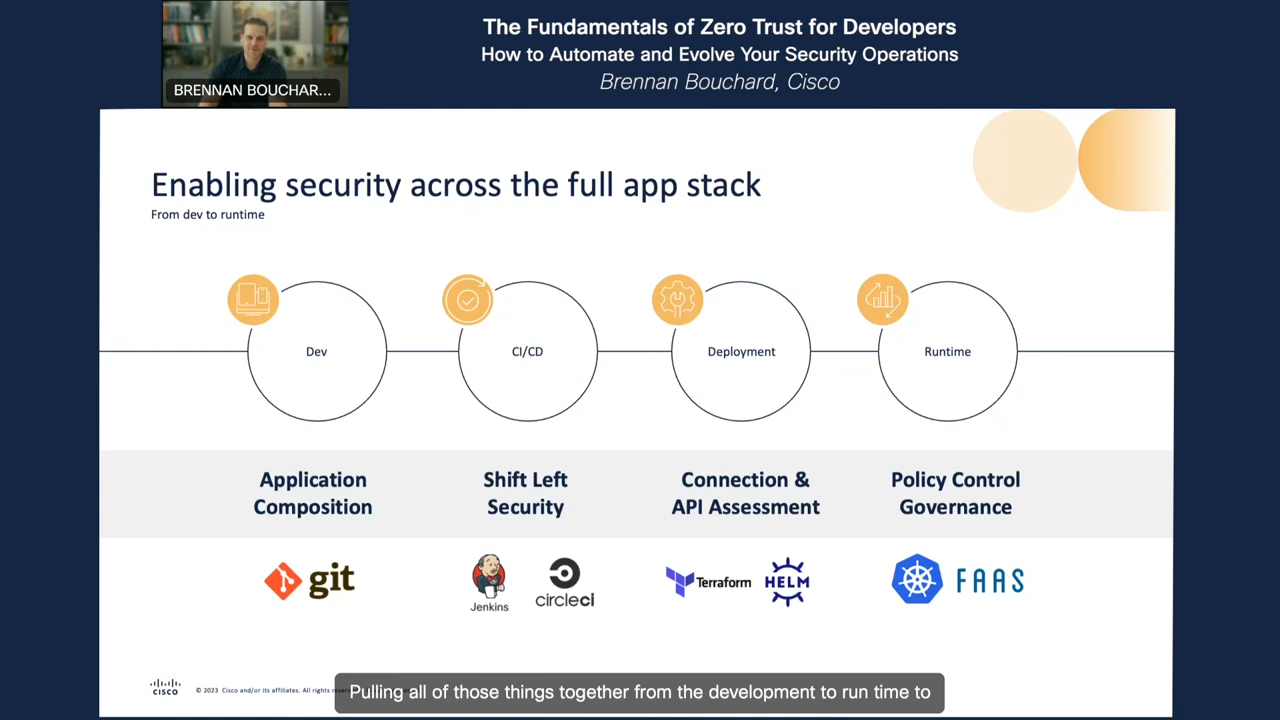 BRENNAN BOUCHAR...
The Fundamentals of Zero Trust for Developers
How to Automate and Evolve Your Security Operations
Brennan Bouchard, Cisco
Enabling security across the full app stack
From dev to runtime
Dev
CI/CD
Deployment
Runtime
Application
Composition
Shift Left
Security
Connection &
API Assessment
Policy Control
Governance
git
Jenkins
circleci
Terraform
HELM
FAAS
CISCO
© 2023 Cisco and/or its affiliates. All rights
Pulling all of those things together from the development to run time to